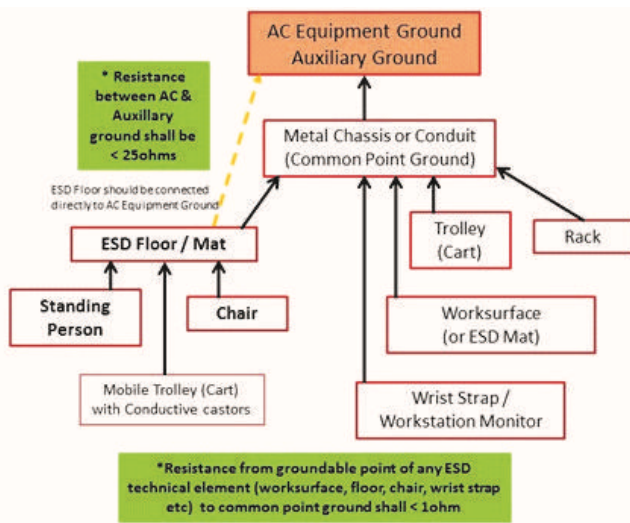 AC Equipment Ground
Auxiliary Ground
* Resistance
between AC &
Auxillary
ground shall be
< 25ohms
Metal Chassis or Conduit
(Common Point Ground)
ESD Floor should be connected
directly to AC Equipment Ground
ESD Floor / Mat
Trolley
(Cart)
Rack
Standing
Person
Chair
Worksurface
(or ESD Mat)
Mobile Trolley (Cart)
with Conductive castors
Wrist Strap /
Workstation Monitor
*Resistance from groundable point of any ESD
technical element (worksurface, floor, chair, wrist strap
etc) to common point ground shall < 1ohm